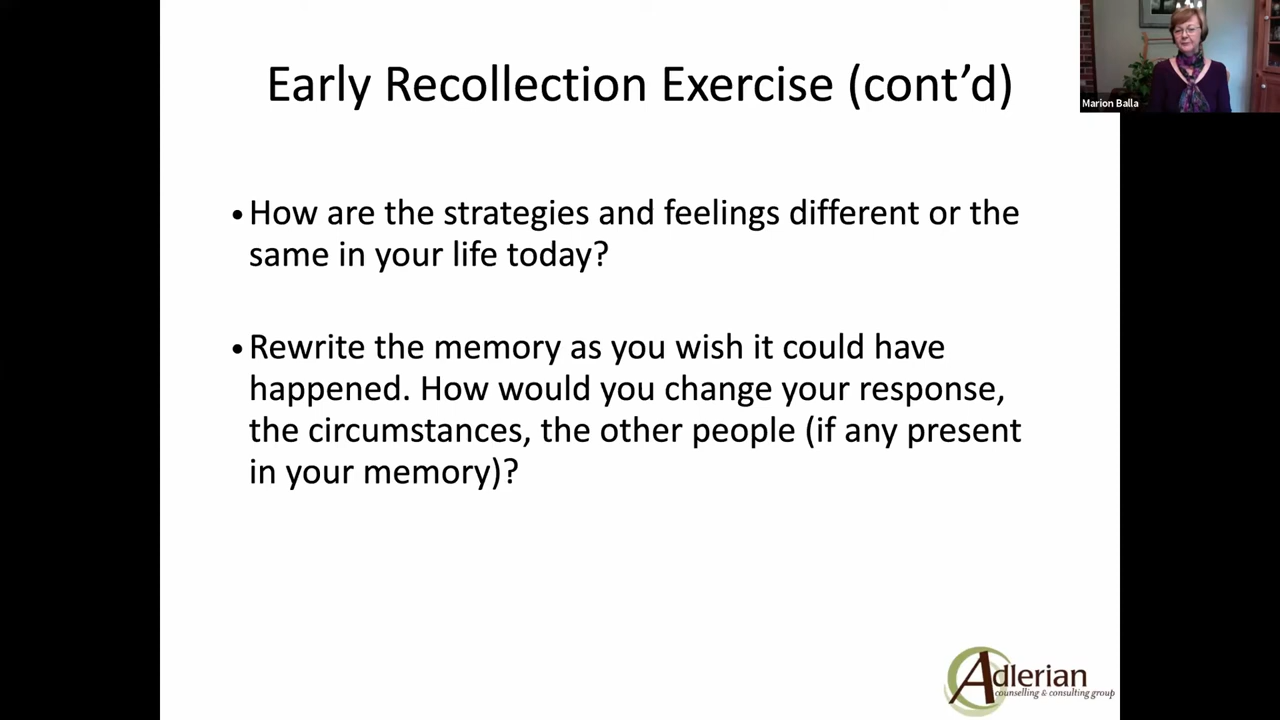 Early Recollection Exercise (cont’d)
Marion Balla
•How are the strategies and feelings different or the
same in your life today?
•Rewrite the memory as you wish it could have
happened. How would you change your response,
the circumstances, the other people (if any present
in your memory)?
Adlerian
counselling & consulting group